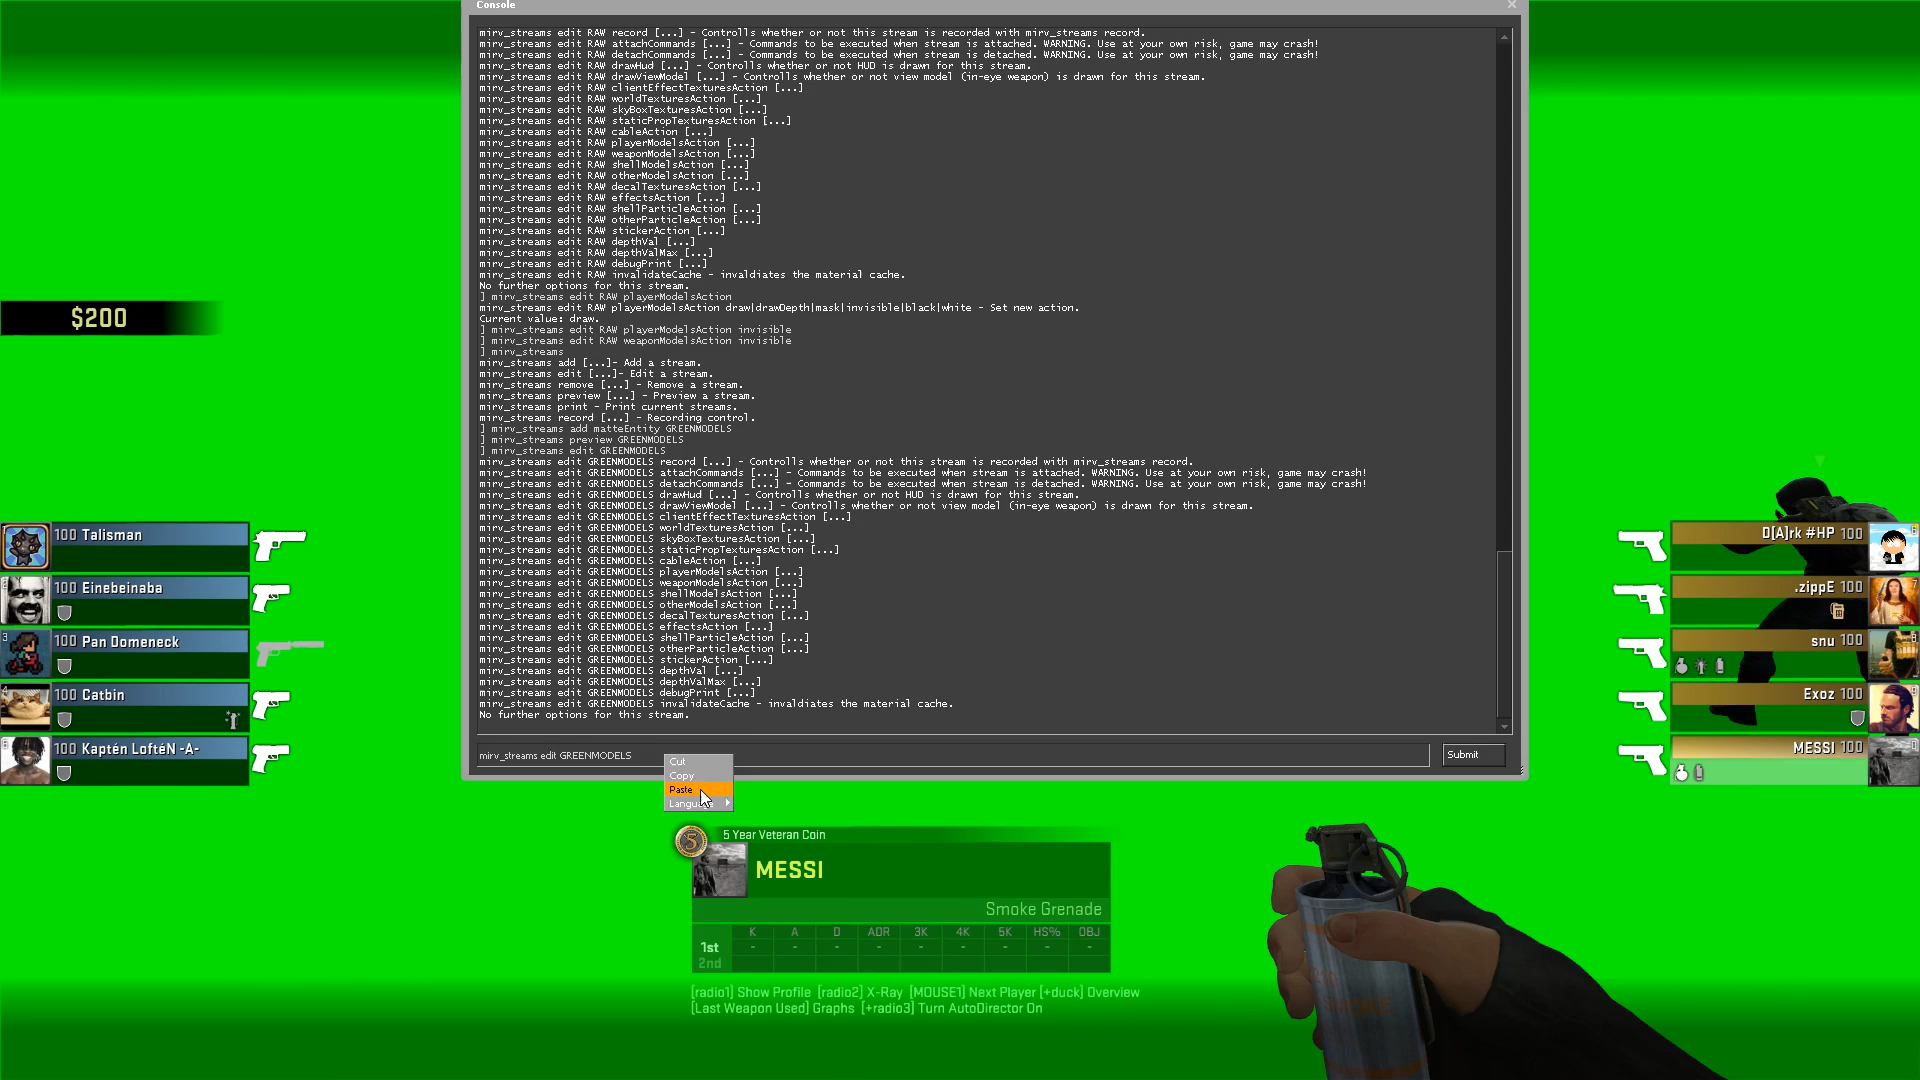 Console
mirv_streams edit RAW record [...] - Controlls whether or not this stream is recorded with mirv_streams record.
mirv_streams edit RAW attachCommands [...] - Commands to be executed when stream is attached. WARNING. Use at your own risk, game may crash!
mirv_streams edit RAW detachCommands [...] - Commands to be executed when stream is detached. WARNING. Use at your own risk, game may crash!
mirv_streams edit RAW drawHud [...] - Controlls whether or not HUD is drawn for this stream.
mirv_streams edit RAW drawViewModel [...] - Controlls whether or not view model (in-eye weapon) is drawn for this stream.
mirv_streams edit RAW clientEffectTexturesAction [...]
mirv_streams edit RAW worldTexturesAction [...]
mirv_streams edit RAW skyBoxTexturesAction [...]
mirv_streams edit RAW staticPropTexturesAction [...]
mirv_streams edit RAW cableAction [...]
mirv_streams edit RAW playerModelsAction [...]
mirv_streams edit RAW weaponModelsAction [...]
mirv_streams edit RAW shellModelsAction [...]
mirv_streams edit RAW otherModelsAction [...]
mirv_streams edit RAW decalTexturesAction [...]
mirv_streams edit RAW effectsAction [...]
mirv_streams edit RAW shellParticleAction [...]
mirv_streams edit RAW otherParticleAction [...]
mirv_streams edit RAW stickerAction [...]
mirv_streams edit RAW depthVal [...]
mirv_streams edit RAW depthValMax [...]
mirv_streams edit RAW debugPrint [...]
mirv_streams edit RAW invalidateCache - invaldiates the material cache.
No further options for this stream.
] mirv_streams edit RAW playerModelsAction
mirv_streams edit RAW playerModelsAction draw|drawDepth|mask|invisible|black|white - Set new action.
Current value: draw.
] mirv_streams edit RAW playerModelsAction invisible
] mirv_streams edit RAW weaponModelsAction invisible
] mirv_streams
mirv_streams add [...]- Add a stream.
mirv_streams edit [...]- Edit a stream.
mirv_streams remove [...] - Remove a stream.
mirv_streams preview [...] - Preview a stream.
mirv_streams print - Print current streams.
mirv_streams record [...] - Recording control.
] mirv_streams add matteEntity GREENMODELS
] mirv_streams preview GREENMODELS
] mirv_streams edit GREENMODELS
mirv_streams edit GREENMODELS record [...] - Controlls whether or not this stream is recorded with mirv_streams record.
mirv_streams edit GREENMODELS attachCommands [...] - Commands to be executed when stream is attached. WARNING. Use at your own risk, game may crash!
mirv_streams edit GREENMODELS detachCommands [...] - Commands to be executed when stream is detached. WARNING. Use at your own risk, game may crash!
mirv_streams edit GREENMODELS drawHud [...] - Controlls whether or not HUD is drawn for this stream.
mirv_streams edit GREENMODELS drawViewModel [...] - Controlls whether or not view model (in-eye weapon) is drawn for this stream.
mirv_streams edit GREENMODELS clientEffectTexturesAction [...]
mirv_streams edit GREENMODELS worldTexturesAction [...]
mirv_streams edit GREENMODELS skyBoxTexturesAction [...]
mirv_streams edit GREENMODELS staticPropTexturesAction [...]
mirv_streams edit GREENMODELS cableAction [...]
mirv_streams edit GREENMODELS playerModelsAction [...]
mirv_streams edit GREENMODELS weaponModelsAction [...]
mirv_streams edit GREENMODELS shellModelsAction [...]
mirv_streams edit GREENMODELS otherModelsAction [...]
mirv_streams edit GREENMODELS decalTexturesAction [...]
mirv_streams edit GREENMODELS effectsAction [...]
mirv_streams edit GREENMODELS shellParticleAction [...]
mirv_streams edit GREENMODELS otherParticleAction [...]
mirv_streams edit GREENMODELS stickerAction [...]
mirv_streams edit GREENMODELS depthVal [...]
mirv_streams edit GREENMODELS depthValMax [...]
mirv_streams edit GREENMODELS debugPrint [...]
mirv_streams edit GREENMODELS invalidateCache - invaldiates the material cache.
No further options for this stream.
mirv_streams edit GREENMODELS
Submit
Cut
Copy
Paste
$200
100 Talisman
100 Einebeinaba
3
100 Pan Domeneck
4
100 Catbin
100 Kaptén LofténN -A-
D[A]rk #HP 100
.zippE 100
snu 100
Exoz 100
MESSI 100
5
5 Year Veteran Coin
MESSI
Smoke Grenade
K A D ADR 3K 4K 5K HS% OBJ
1st - - - - - - - - -
2nd
[radio1] Show Profile [radio2] X-Ray [MOUSE1] Next Player [+duck] Overview
[Last Weapon Used] Graphs [+radio3] Turn AutoDirector On